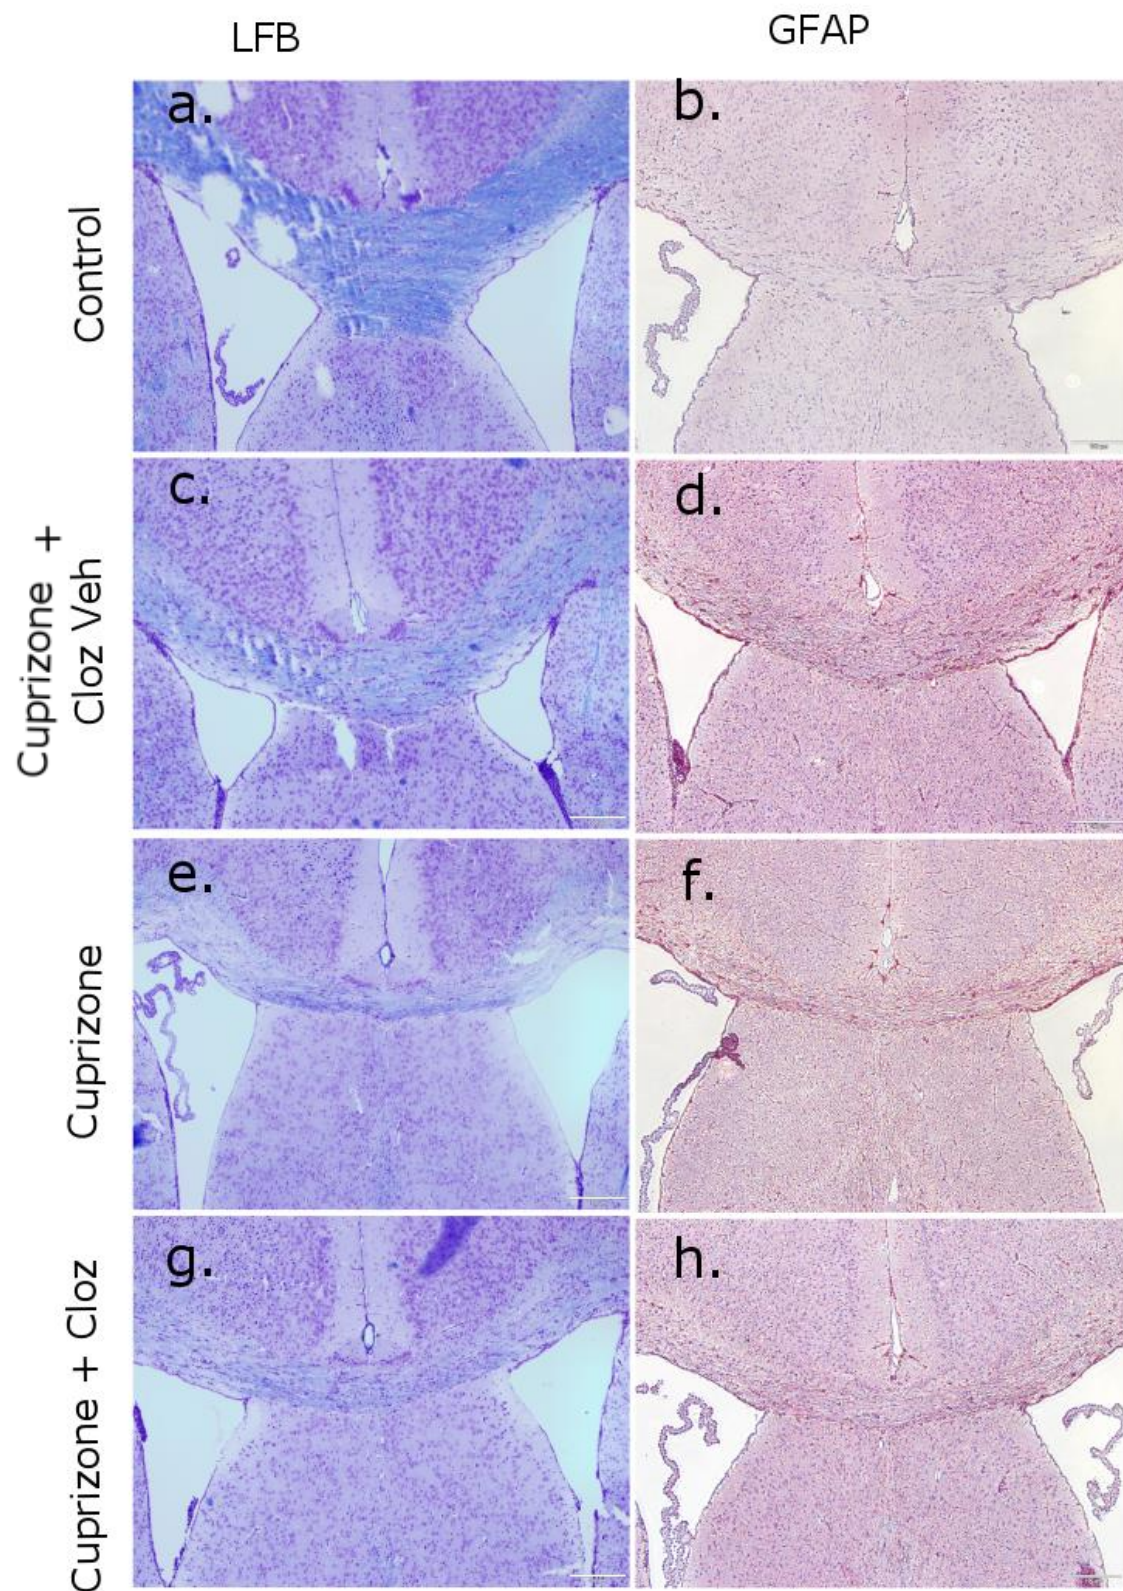 LFB
GFAP
Control
a.
b.
Cuprizone +
Cloz Veh
c.
d.
Cuprizone
e.
f.
Cuprizone + Cloz
g.
h.